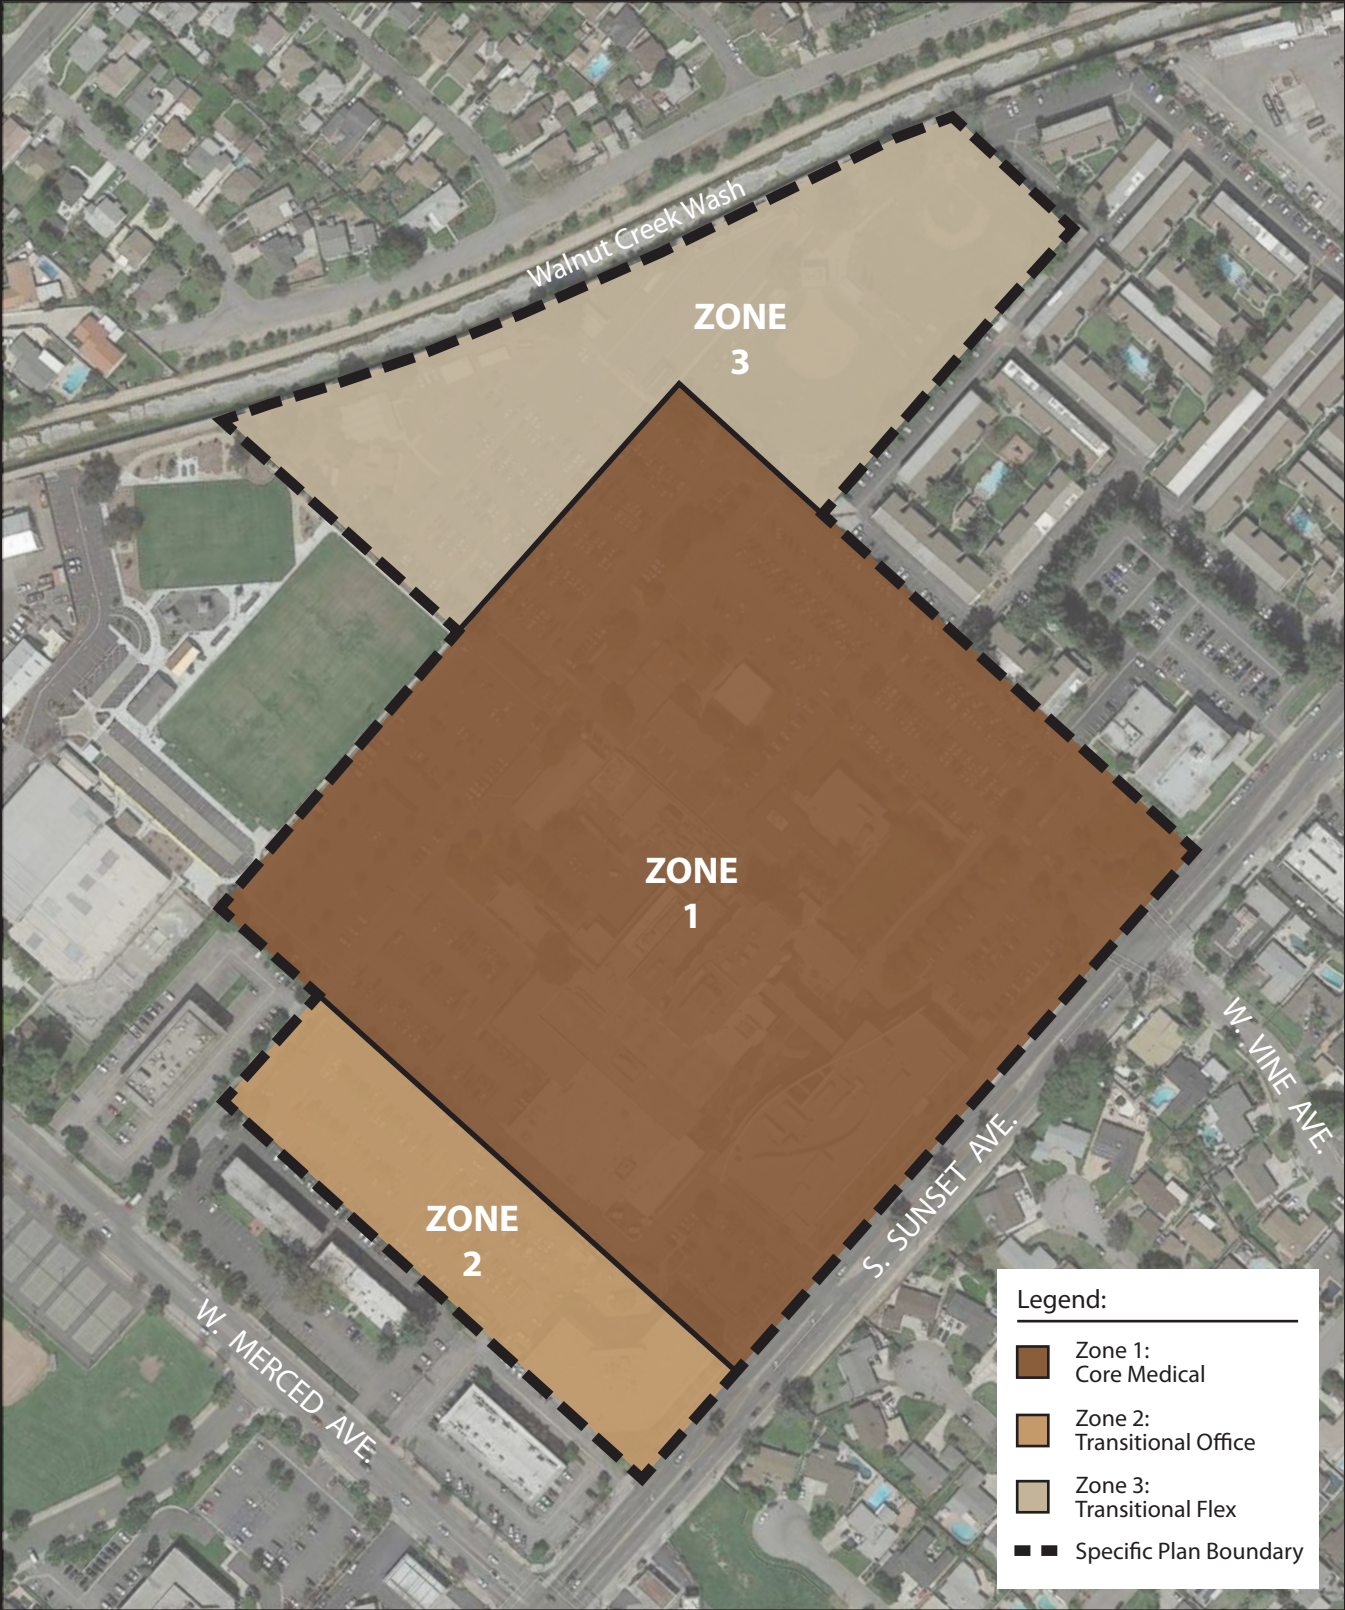 Walnut Creek Wash
ZONE
3
ZONE
1
W. VINE AVE.
S. SUNSET AVE.
ZONE
2
W. MERCED AVE.
Legend:
Zone 1:
Core Medical
Zone 2:
Transitional Office
Zone 3:
Transitional Flex
Specific Plan Boundary